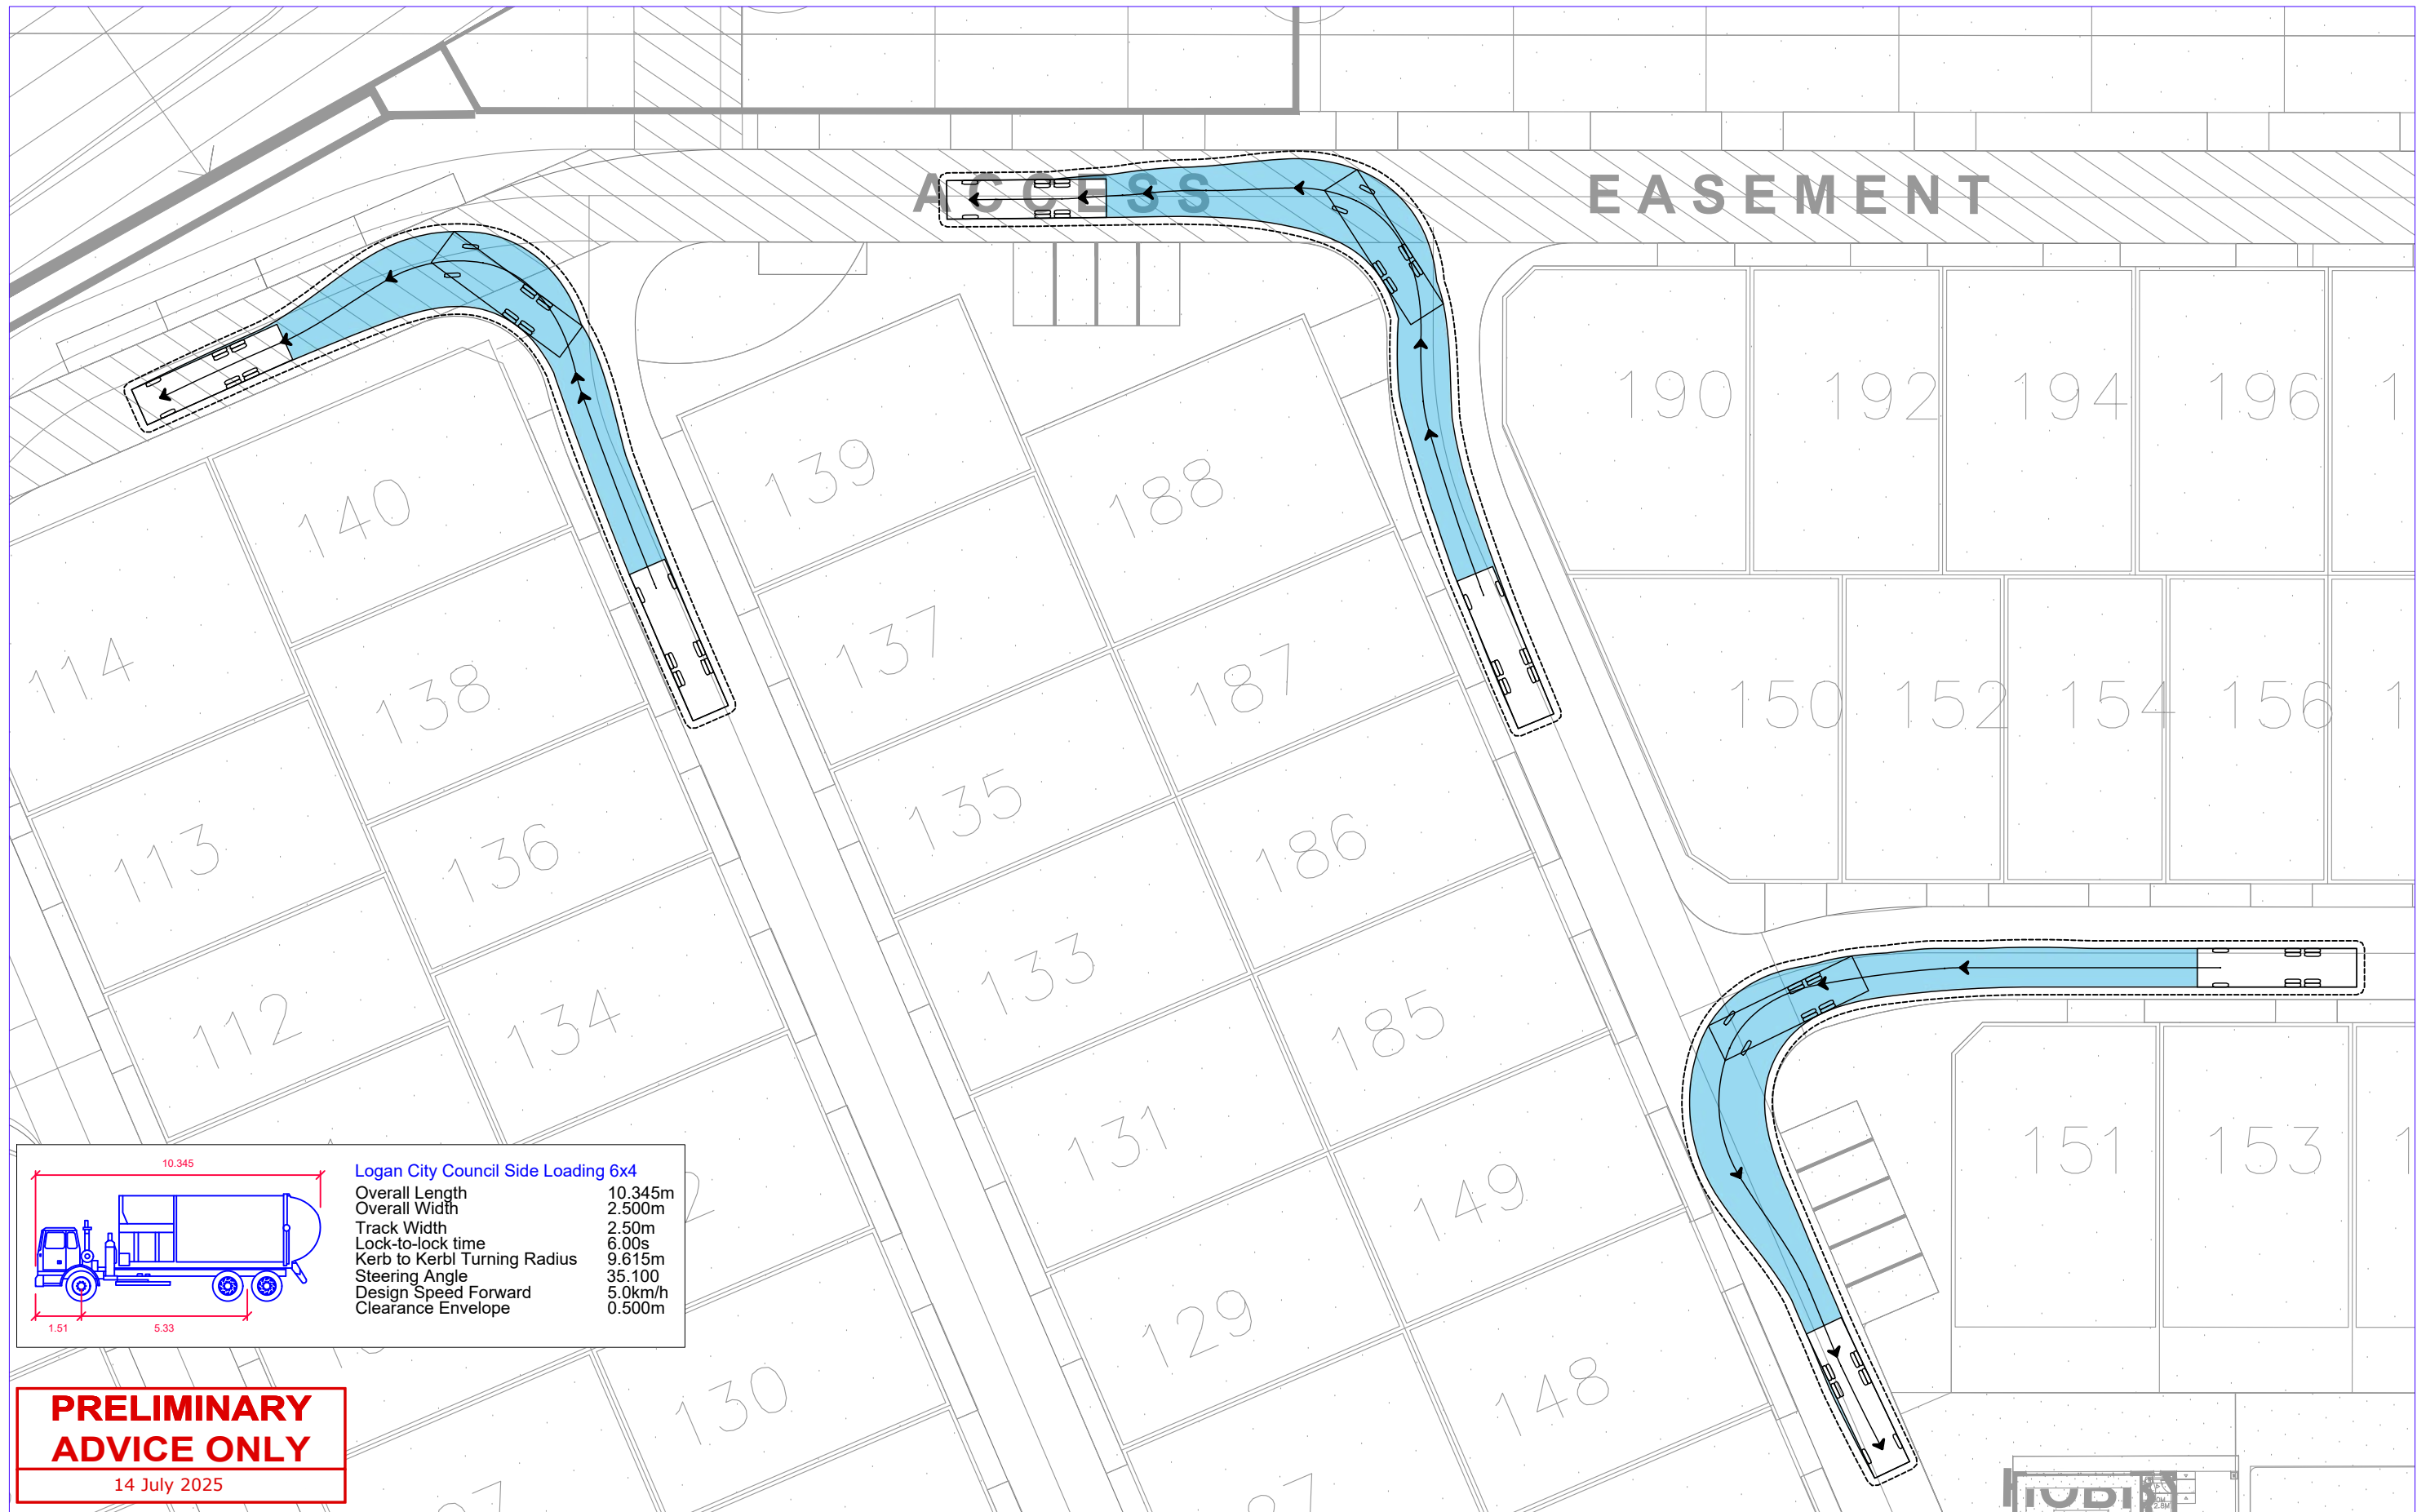 ACCESS EASEMENT
190 192 194 196
139
188
140
114
137
187
138
150 152 154 156
135
186
136
113
133
185
134
112
131
149
151 153
129
148
130
10.345
1.51
5.33
Logan City Council Side Loading 6x4
Overall Length 10.345m
Overall Width 2.500m
Track Width 2.50m
Lock-to-lock time 6.00s
Kerb to Kerbl Turning Radius 9.615m
Steering Angle 35.100
Design Speed Forward 5.0km/h
Clearance Envelope 0.500m
PRELIMINARY
ADVICE ONLY
14 July 2025